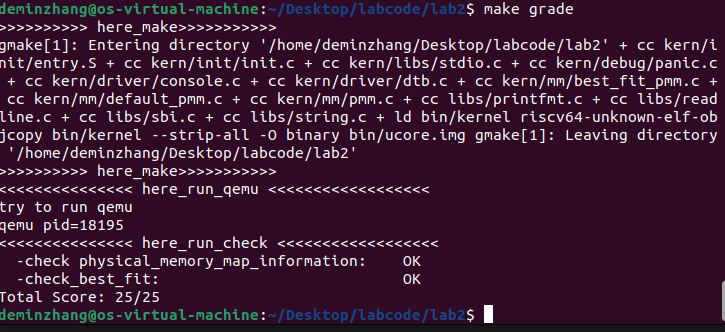 deminzhang@os-virtual-machine:~/Desktop/labcode/lab2$ make grade
>>>>>>>>>> here_make>>>>>>>>>>>
gmake[1]: Entering directory '/home/deminzhang/Desktop/labcode/lab2' + cc kern/i
nit/entry.S + cc kern/init/init.c + cc kern/libs/stdio.c + cc kern/debug/panic.c
+ cc kern/driver/console.c + cc kern/driver/dtb.c + cc kern/mm/best_fit_pmm.c +
cc kern/mm/default_pmm.c + cc kern/mm/pmm.c + cc libs/printfmt.c + cc libs/read
line.c + cc libs/sbi.c + cc libs/string.c + ld bin/kernel riscv64-unknown-elf-ob
jcopy bin/kernel --strip-all -O binary bin/ucore.img gmake[1]: Leaving directory
'/home/deminzhang/Desktop/labcode/lab2'
>>>>>>>>>> here_make>>>>>>>>>>>
<<<<<<<<<<<<<<< here_run_qemu <<<<<<<<<<<<<<<<<<
try to run qemu
qemu pid=18195
<<<<<<<<<<<<<<< here_run_check <<<<<<<<<<<<<<<<<<<
-check physical_memory_map_information: OK
-check_best_fit: OK
Total Score: 25/25
deminzhang@os-virtual-machine:~/Desktop/labcode/lab2$